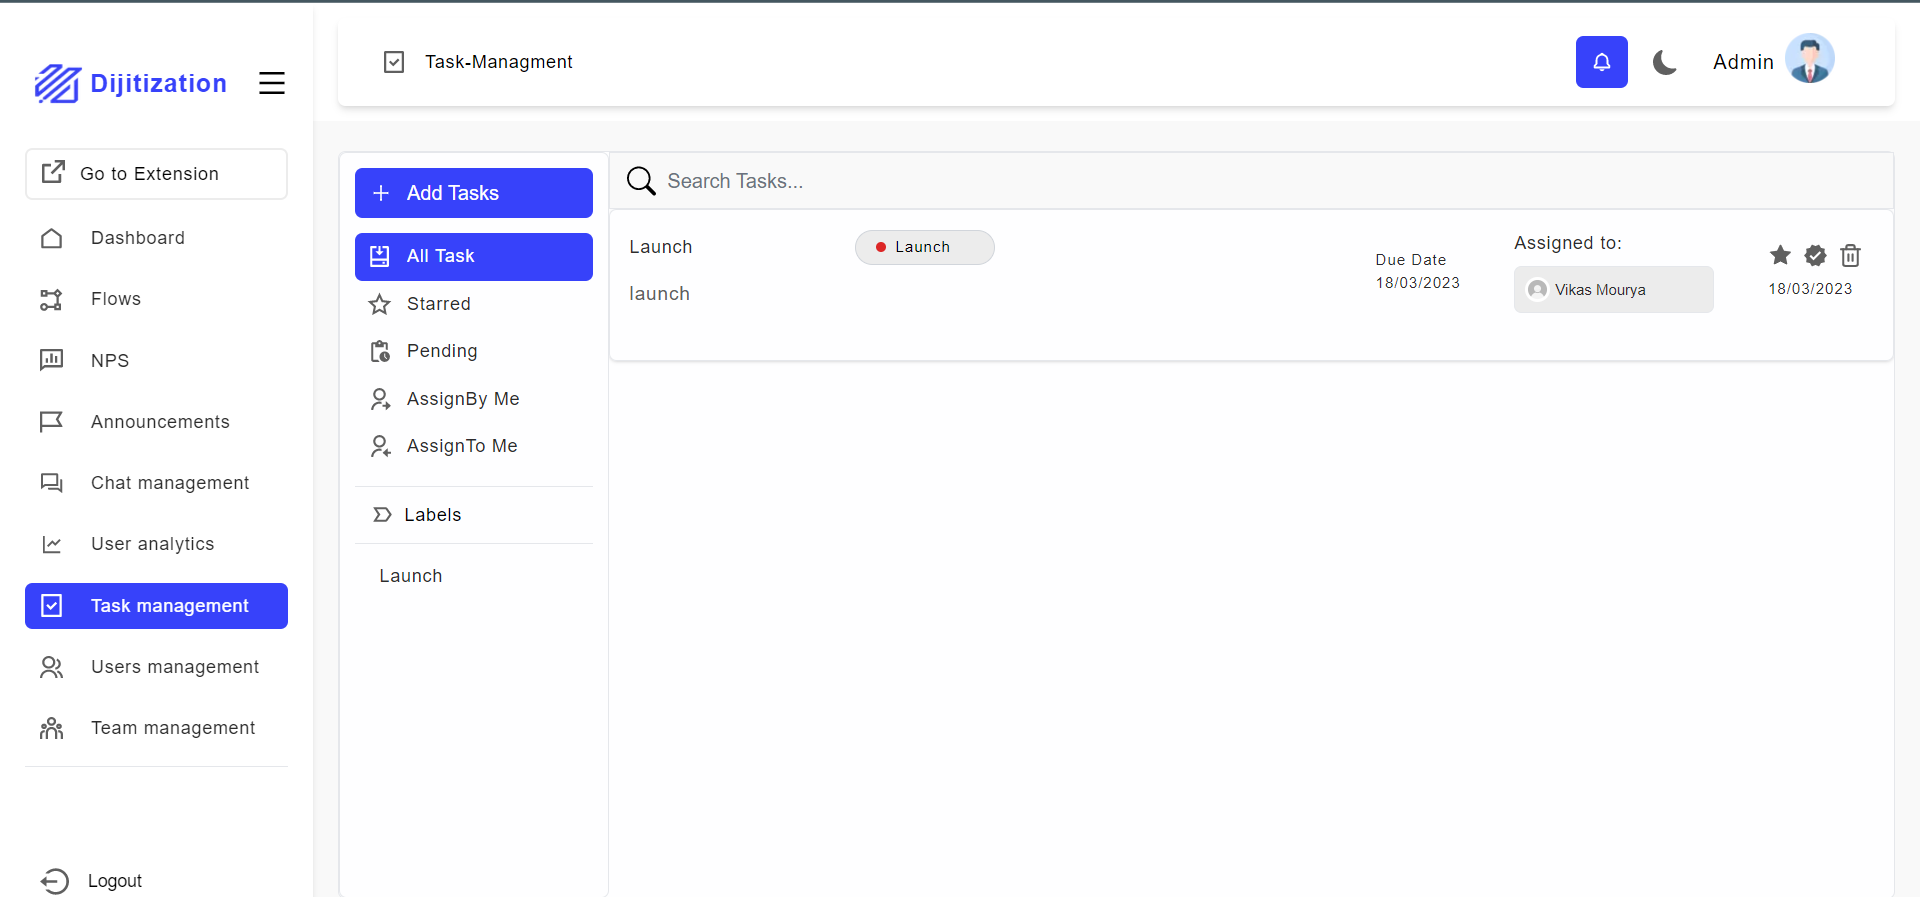 Dijitization
Go to Extension
Dashboard
Flows
NPS
Announcements
Chat management
User analytics
Task management
Users management
Team management
Logout
Task-Managment
Admin
Add Tasks
All Task
Starred
Pending
AssignBy Me
AssignTo Me
Labels
Launch
Search Tasks...
Launch
launch
Launch
Due Date
18/03/2023
Assigned to:
Vikas Mourya
18/03/2023